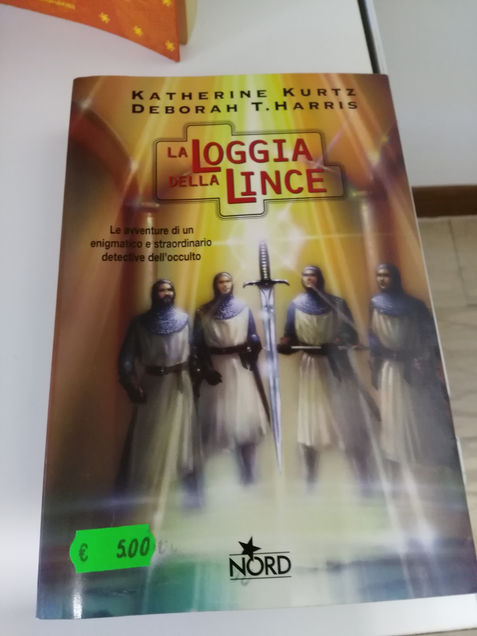 KATHERINE KURTZ
DEBORAH T. HARRIS
LA LOGGIA
DELLA LINCE
Le avventure di un
enigmatico e straordinario
detective dell'occulto
€ 5.00
NORD